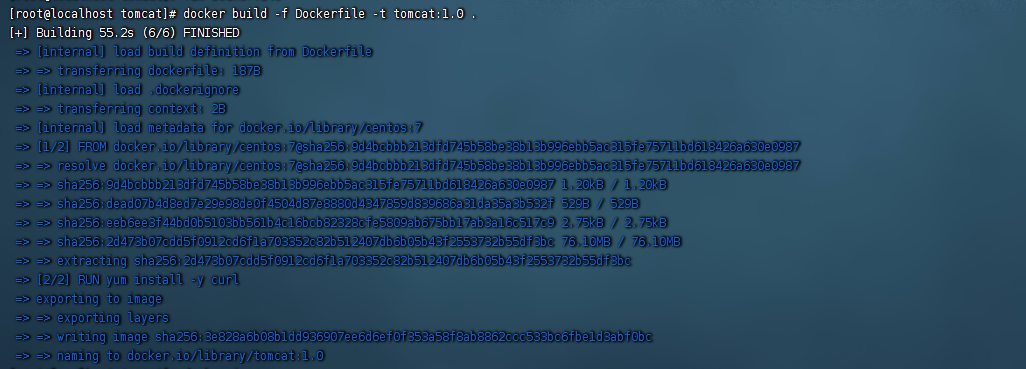 [root@localhost tomcat]# docker build -f Dockerfile -t tomcat:1.0 .
[+] Building 55.2s (6/6) FINISHED
=> [internal] load build definition from Dockerfile
=> => transferring dockerfile: 187B
=> [internal] load .dockerignore
=> => transferring context: 2B
=> [internal] load metadata for docker.io/library/centos:7
=> [1/2] FROM docker.io/library/centos:7@sha256:9d4bcbbb213dfd745b58be38b13b996ebb5ac315fe75711bd618426a630e0987
=> => resolve docker.io/library/centos:7@sha256:9d4bcbbb213dfd745b58be38b13b996ebb5ac315fe75711bd618426a630e0987
=> => sha256:9d4bcbbb213dfd745b58be38b13b996ebb5ac315fe75711bd618426a630e0987 1.20kB / 1.20kB
=> => sha256:dead07b4d8ed7e29e98de0f4504d87e8880d4347859d839686a31da35a3b532f 529B / 529B
=> => sha256:eeb6ee3f44bd0b5103bb561b4c16bcb82328cfe5809ab675bb17ab3a16c517c9 2.75kB / 2.75kB
=> => sha256:2d473b07cdd5f0912cd6f1a703352c82b512407db6b05b43f2553732b55df3bc 76.10MB / 76.10MB
=> => extracting sha256:2d473b07cdd5f0912cd6f1a703352c82b512407db6b05b43f2553732b55df3bc
=> [2/2] RUN yum install -y curl
=> exporting to image
=> => exporting layers
=> => writing image sha256:3e828a6b08b1dd936907ee6d6ef0f353a58f8ab8862ccc533bc6fbe1d3abf0bc
=> => naming to docker.io/library/tomcat:1.0